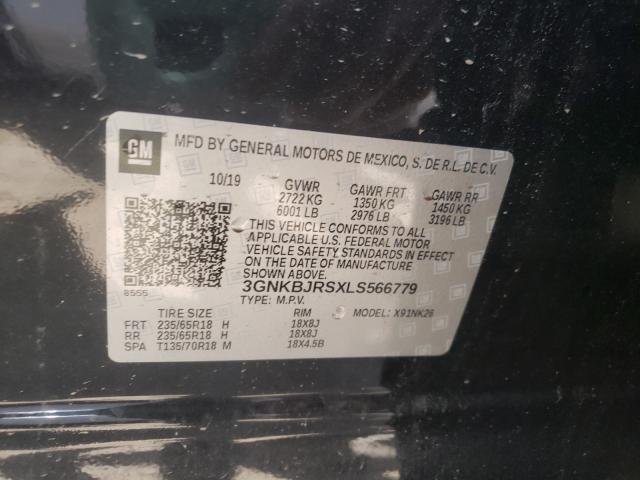 GM
MFD BY GENERAL MOTORS DE MEXICO, S. DE R.L. DE C.V.
10/19 GVWR GAWR FRT GAWR RR
2722 KG 1350 KG 1450 KG
6001 LB 2976 LB 3196 LB
THIS VEHICLE CONFORMS TO ALL
APPLICABLE U.S. FEDERAL MOTOR
VEHICLE SAFETY STANDARDS IN EFFECT
ON THE DATE OF MANUFACTURE
SHOWN ABOVE.
8555
3GNKBJRSXLS566779
TYPE: M.P.V. MODEL: X91NK26
TIRE SIZE RIM
FRT 235/65R18 H 18X8J
RR 235/65R18 H 18X8J
SPA T135/70R18 M 18X4.5B